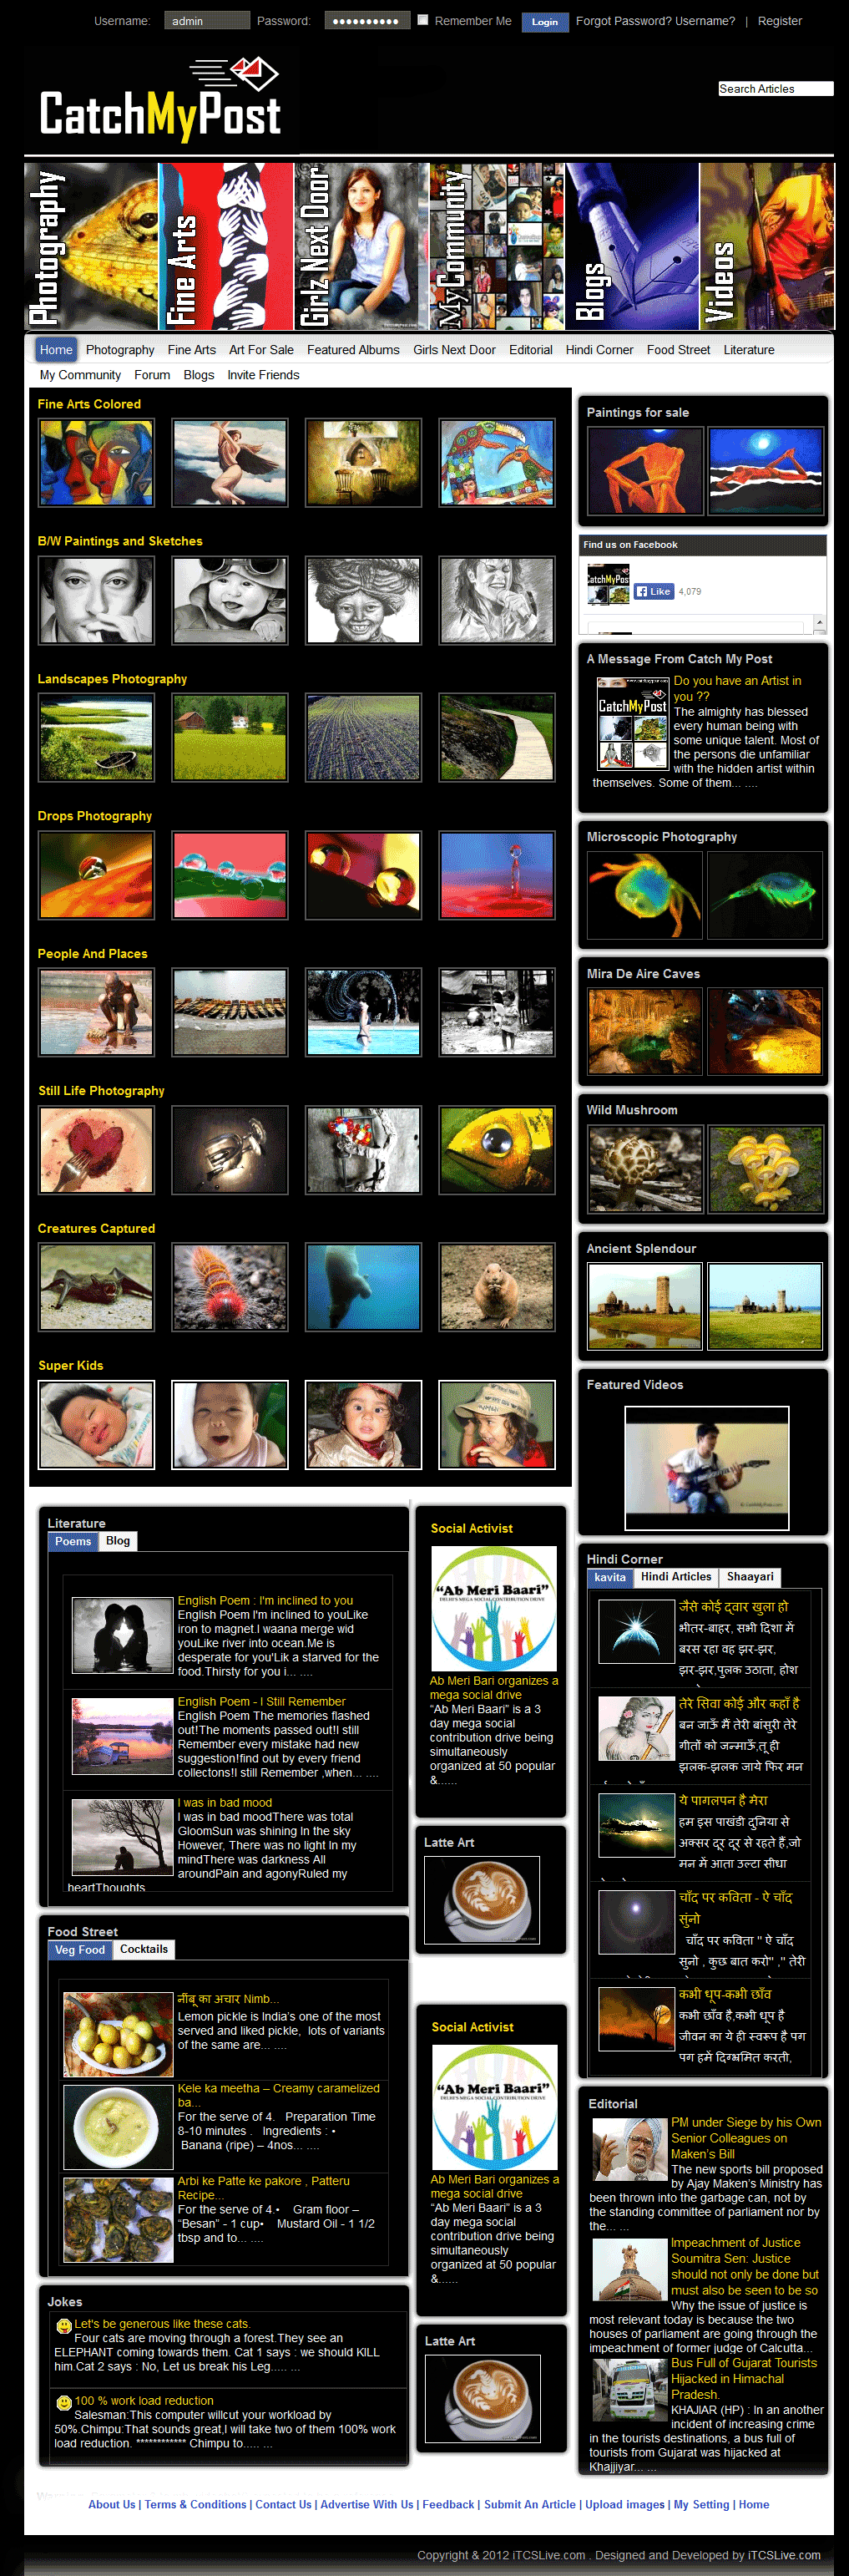 Username: admin Password: •••••••••• Remember Me Login Forgot Password? Username? | Register
CatchMyPost
Search Articles
Photography
Fine Arts
Girlz Next Door
My Community
Blogs
Videos
Home Photography Fine Arts Art For Sale Featured Albums Girls Next Door Editorial Hindi Corner Food Street Literature
My Community Forum Blogs Invite Friends
Fine Arts Colored
B/W Paintings and Sketches
Landscapes Photography
Drops Photography
People And Places
Still Life Photography
Creatures Captured
Super Kids
Paintings for sale
Find us on Facebook
CatchMyPost
Like 4,079
A Message From Catch My Post
CatchMyPost
Do you have an Artist in
you ??
The almighty has blessed
every human being with
some unique talent. Most of
the persons die unfamiliar
with the hidden artist within
themselves. Some of them... ....
Microscopic Photography
Mira De Aire Caves
Wild Mushroom
Ancient Splendour
Featured Videos
Literature
Poems Blog
English Poem : I'm inclined to you
English Poem I'm inclined to youLike
iron to magnet.I waana merge wid
youLike river into ocean.Me is
desperate for you'Lik a starved for the
food.Thirsty for you i... ....
English Poem - I Still Remember
English Poem The memories flashed
out!The moments passed out!I still
Remember every mistake had new
suggestion!find out by every friend
collectons!I still Remember ,when... ....
I was in bad mood
I was in bad moodThere was total
GloomSun was shining In the sky
However, There was no light In my
mindThere was darkness All
aroundPain and agonyRuled my
heartThoughts
Social Activist
"Ab Meri Baari"
DELHI'S MEGA SOCIAL CONTRIBUTION DRIVE
Ab Meri Bari organizes a
mega social drive
“Ab Meri Baari” is a 3
day mega social
contribution drive being
simultaneously
organized at 50 popular
&......
Latte Art
Hindi Corner
kavita Hindi Articles Shaayari
जैसे कोई द्वार खुला हो
भीतर-बाहर, सभी दिशा में
बरस रहा वह झर-झर,
झर-झर,पुलक उठाता, होश
तेरे सिवा कोई और कहाँ है
बन जाऊँ मैं तेरी बांसुरी तेरे
गीतों को जन्माऊँ,तू ही
झलक-झलक जाये फिर मन
ये पागलपन है मेरा
हम इस पाखंडी दुनिया से
अक्सर दूर दूर से रहते हैं,जो
मन में आता उल्टा सीधा
चाँद पर कविता - ऐ चाँद
सुंनो
चाँद पर कविता " ऐ चाँद
सुनो , कुछ बात करो" ," तेरी
कभी धूप-कभी छाँव
कभी छाँव है,कभी धूप है
जीवन का ये ही स्वरूप है पग
पग हमें दिग्भ्रमित करती,
Food Street
Veg Food Cocktails
नींबू का अचार Nimb...
Lemon pickle is India’s one of the most
served and liked pickle, lots of variants
of the same are... ....
Kele ka meetha – Creamy caramelized
ba...
For the serve of 4. Preparation Time
8-10 minutes . Ingredients : •
Banana (ripe) – 4nos... ....
Arbi ke Patte ke pakore , Patteru
Recipe...
For the serve of 4.• Gram floor –
“Besan” - 1 cup• Mustard Oil - 1 1/2
tbsp and to... ....
Social Activist
"Ab Meri Baari"
DELHI'S MEGA SOCIAL CONTRIBUTION DRIVE
Ab Meri Bari organizes a
mega social drive
“Ab Meri Baari” is a 3
day mega social
contribution drive being
simultaneously
organized at 50 popular
&......
Latte Art
Editorial
PM under Siege by his Own
Senior Colleagues on
Maken's Bill
The new sports bill proposed
by Ajay Maken's Ministry has
been thrown into the garbage can, not by
the standing committee of parliament nor by
the... ...
Impeachment of Justice
Soumitra Sen: Justice
should not only be done but
must also be seen to be so
Why the issue of justice is
most relevant today is because the two
houses of parliament are going through the
impeachment of former judge of Calcutta...
Bus Full of Gujarat Tourists
Hijacked in Himachal
Pradesh.
KHAJIAR (HP) : In an another
incident of increasing crime
in the tourists destinations, a bus full of
tourists from Gujarat was hijacked at
Khajjiyar... ...
Jokes
Let's be generous like these cats.
Four cats are moving through a forest.They see an
ELEPHANT coming towards them. Cat 1 says : we should KILL
him.Cat 2 says : No, Let us break his Leg..... ...
100 % work load reduction
Salesman:This computer willcut your workload by
50%.Chimpu:That sounds great,I will take two of them 100% work
load reduction. ************ Chimpu to..... ...
About Us | Terms & Conditions | Contact Us | Advertise With Us | Feedback | Submit An Article | Upload images | My Setting | Home
Copyright & 2012 iTCSLive.com . Designed and Developed by iTCSLive.com